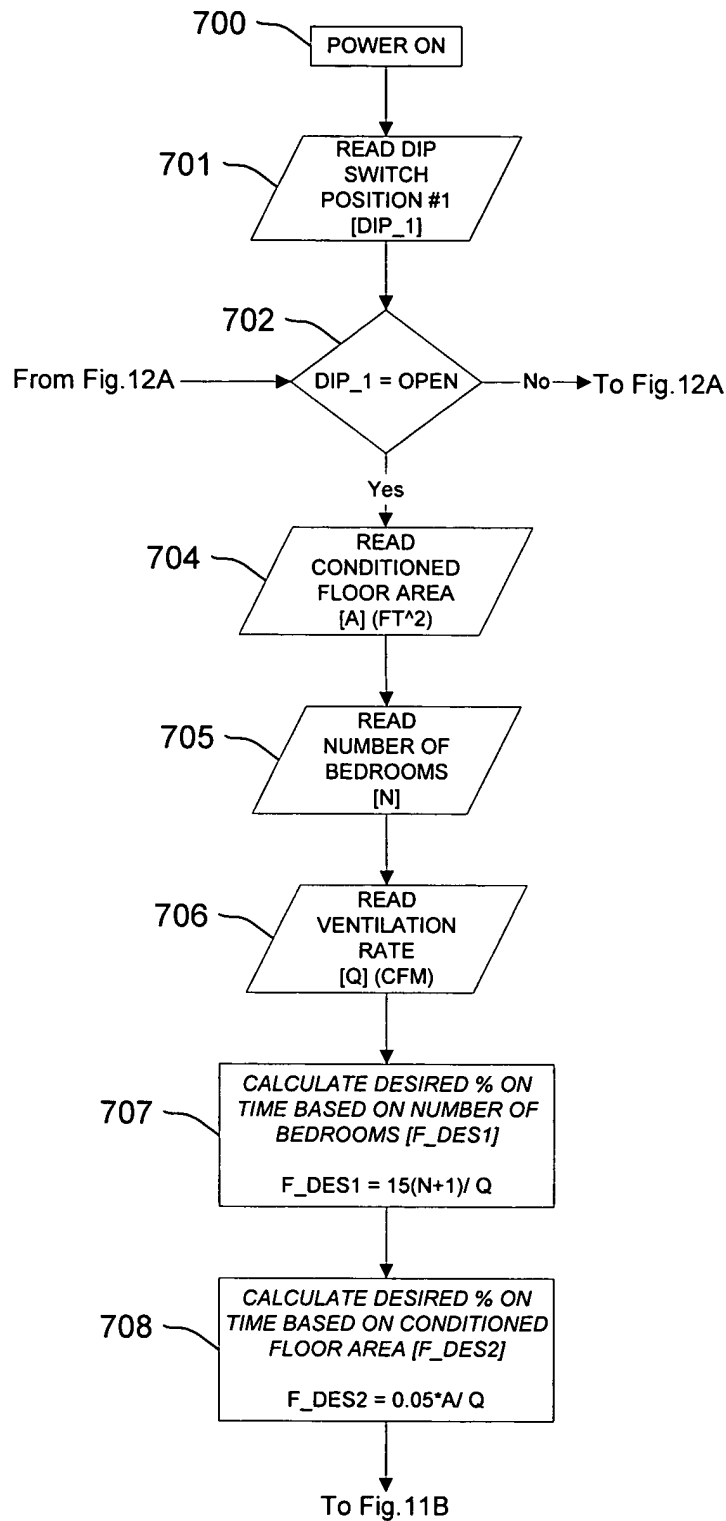 700
POWER ON
701
READ DIP
SWITCH
POSITION #1
[DIP_1]
702
From Fig.12A
DIP_1 = OPEN
No
To Fig.12A
Yes
704
READ
CONDITIONED
FLOOR AREA
[A] (FT^2)
705
READ
NUMBER OF
BEDROOMS
[N]
706
READ
VENTILATION
RATE
[Q] (CFM)
707
CALCULATE DESIRED % ON
TIME BASED ON NUMBER OF
BEDROOMS [F_DES1]
F_DES1 = 15(N+1)/ Q
708
CALCULATE DESIRED % ON
TIME BASED ON CONDITIONED
FLOOR AREA [F_DES2]
F_DES2 = 0.05*A/ Q
To Fig.11B